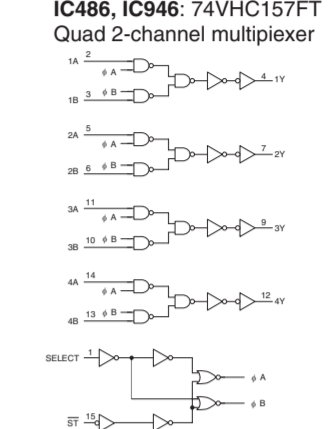 IC486, IC946: 74VHC157FT
Quad 2-channel multipiexer
1A 2
ϕ A
4 1Y
ϕ B
1B 3
2A 5
ϕ A
7 2Y
ϕ B
2B 6
3A 11
ϕ A
9 3Y
ϕ B
3B 10
4A 14
ϕ A
12 4Y
ϕ B
4B 13
SELECT 1
ϕ A
ϕ B
ST 15